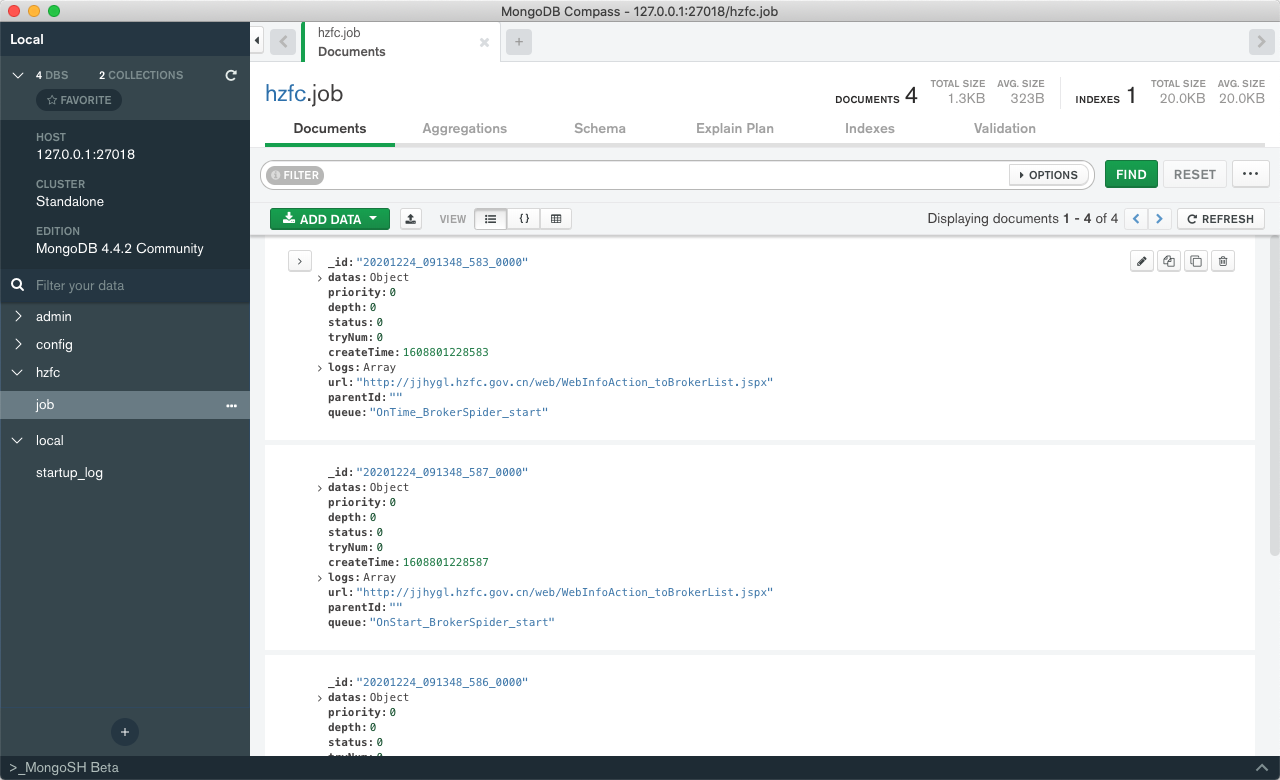 MongoDB Compass - 127.0.0.1:27018/hzfc.job
Local
4 DBS 2 COLLECTIONS
FAVORITE
HOST
127.0.0.1:27018
CLUSTER
Standalone
EDITION
MongoDB 4.4.2 Community
Filter your data
admin
config
hzfc
job
local
startup_log
>_MongoSH Beta
hzfc.job
Documents
hzfc.job
DOCUMENTS 4 TOTAL SIZE 1.3KB AVG. SIZE 323B INDEXES 1 TOTAL SIZE 20.0KB AVG. SIZE 20.0KB
Documents Aggregations Schema Explain Plan Indexes Validation
FILTER OPTIONS FIND RESET
ADD DATA VIEW {} Displaying documents 1 - 4 of 4 REFRESH
_id:"20201224_091348_583_0000"
datas:Object
priority:0
depth:0
status:0
tryNum:0
createTime:1608801228583
logs:Array
url:"http://jjhygl.hzfc.gov.cn/web/WebInfoAction_toBrokerList.jspx"
parentId:""
queue:"OnTime_BrokerSpider_start"
_id:"20201224_091348_587_0000"
datas:Object
priority:0
depth:0
status:0
tryNum:0
createTime:1608801228587
logs:Array
url:"http://jjhygl.hzfc.gov.cn/web/WebInfoAction_toBrokerList.jspx"
parentId:""
queue:"OnStart_BrokerSpider_start"
_id:"20201224_091348_586_0000"
datas:Object
priority:0
depth:0
status:0
tryNum:0